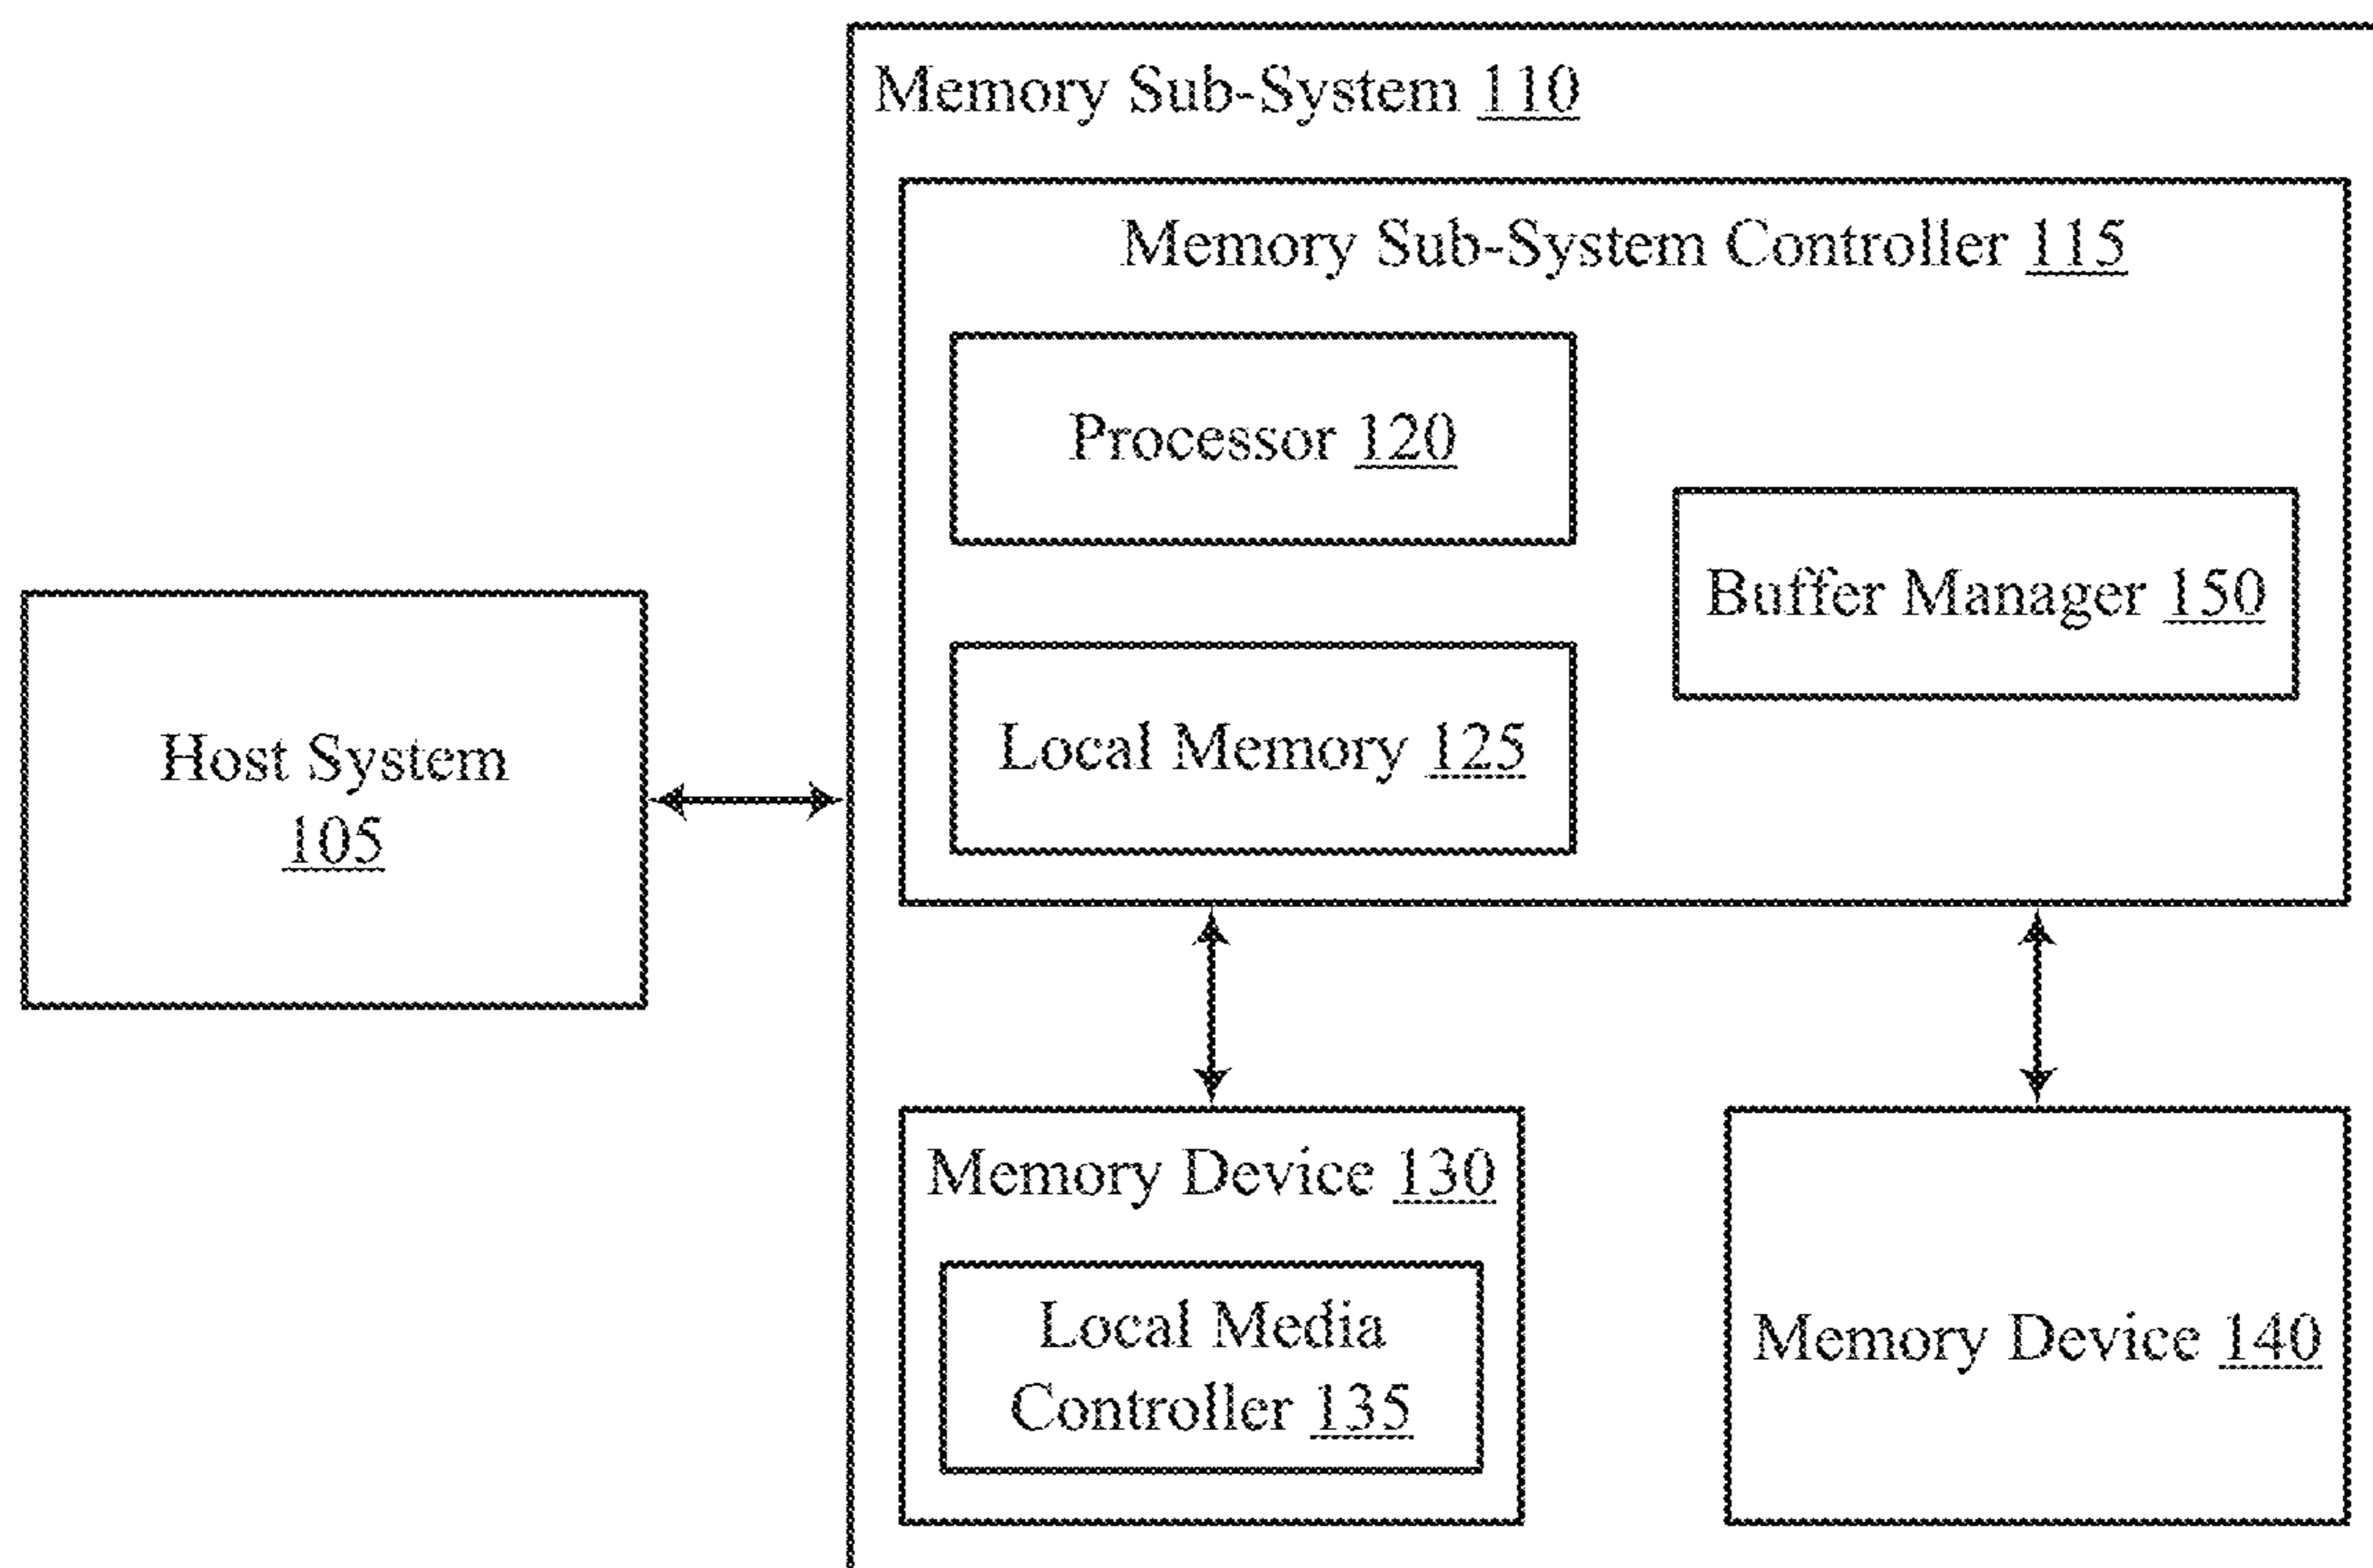 Memory Sub-System 110
Memory Sub-System Controller 115
Processor 120
Buffer Manager 150
Local Memory 125
Host System
105
Memory Device 130
Local Media
Controller 135
Memory Device 140